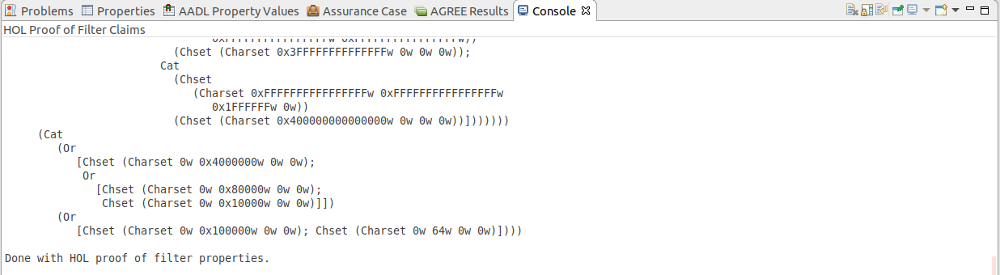 Problems Properties AADL Property Values Assurance Case AGREE Results Console
HOL Proof of Filter Claims
(Chset (Charset 0x3FFFFFFFFFFFFFFw 0w 0w 0w));
Cat
(Chset
(Charset 0xFFFFFFFFFFFFFFFFw 0xFFFFFFFFFFFFFFFFw
0x1FFFFFFw 0w))
(Chset (Charset 0x400000000000000w 0w 0w 0w))])))))) 
(Cat
(Or
[Chset (Charset 0w 0x4000000w 0w 0w);
Or
[Chset (Charset 0w 0x80000w 0w 0w);
Chset (Charset 0w 0x10000w 0w 0w)]])
(Or
[Chset (Charset 0w 0x100000w 0w 0w); Chset (Charset 0w 64w 0w 0w)])))
Done with HOL proof of filter properties.